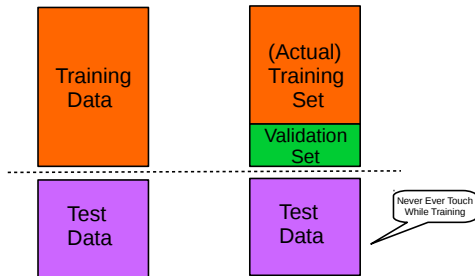 Training
Data
(Actual)
Training
Set
Validation
Set
Test
Data
Test
Data
Never Ever Touch
While Training